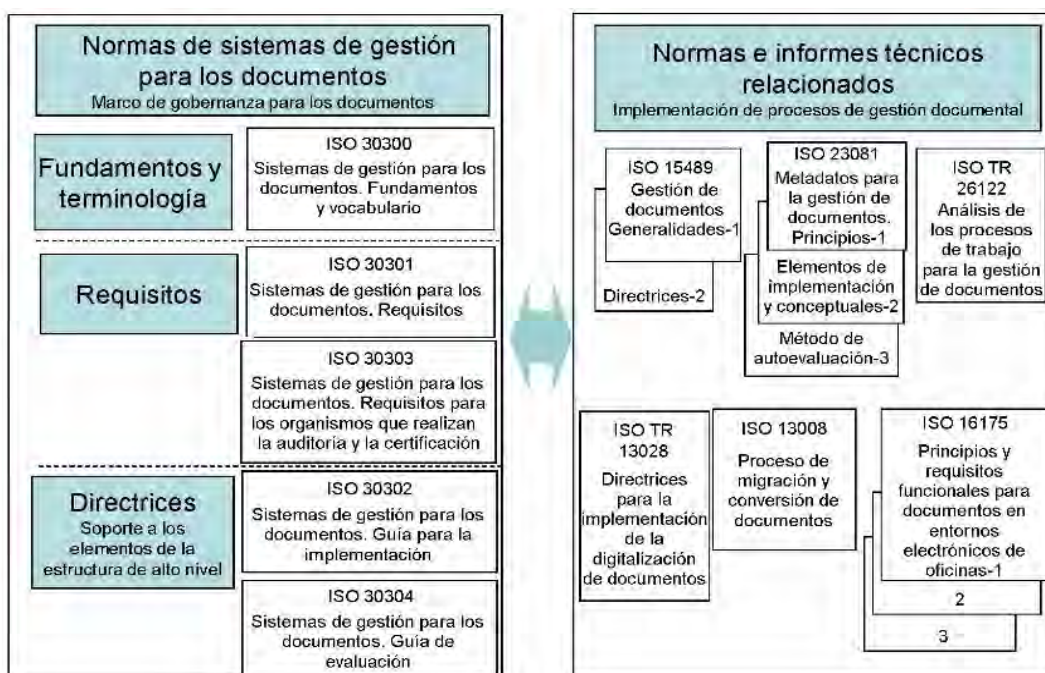 Normas de sistemas de gestión
para los documentos
Marco de gobernanza para los documentos
Fundamentos y
terminología
ISO 30300
Sistemas de gestión para los
documentos. Fundamentos
y vocabulario
Requisitos
ISO 30301
Sistemas de gestión para los
documentos. Requisitos
ISO 30303
Sistemas de gestión para los
documentos. Requisitos para
los organismos que realizan
la auditoria y la certificación
Directrices
Soporte a los
elementos de la
estructura de alto nivel
ISO 30302
Sistemas de gestión para los
documentos. Guía para la
implementación
ISO 30304
Sistemas de gestión para los
documentos. Guía de
evaluación
Normas e informes técnicos
relacionados
Implementación de procesos de gestión documental
ISO 15489
Gestión de
documentos
Generalidades-1
Directrices-2
ISO 23081
Metadatos para
la gestión de
documentos.
Principios-1
Elementos de
implementación
y conceptuales-2
Método de
autoevaluación-3
ISO TR
26122
Análisis de
los procesos
de trabajo
para la gestión
de documentos
ISO TR
13028
Directrices
para la
implementación
de la
digitalización
de documentos
ISO 13008
Proceso de
migración y
conversión de
documentos
ISO 16175
Principios y
requisitos
funcionales para
documentos en
entornos
electrónicos de
oficinas-1
2
3